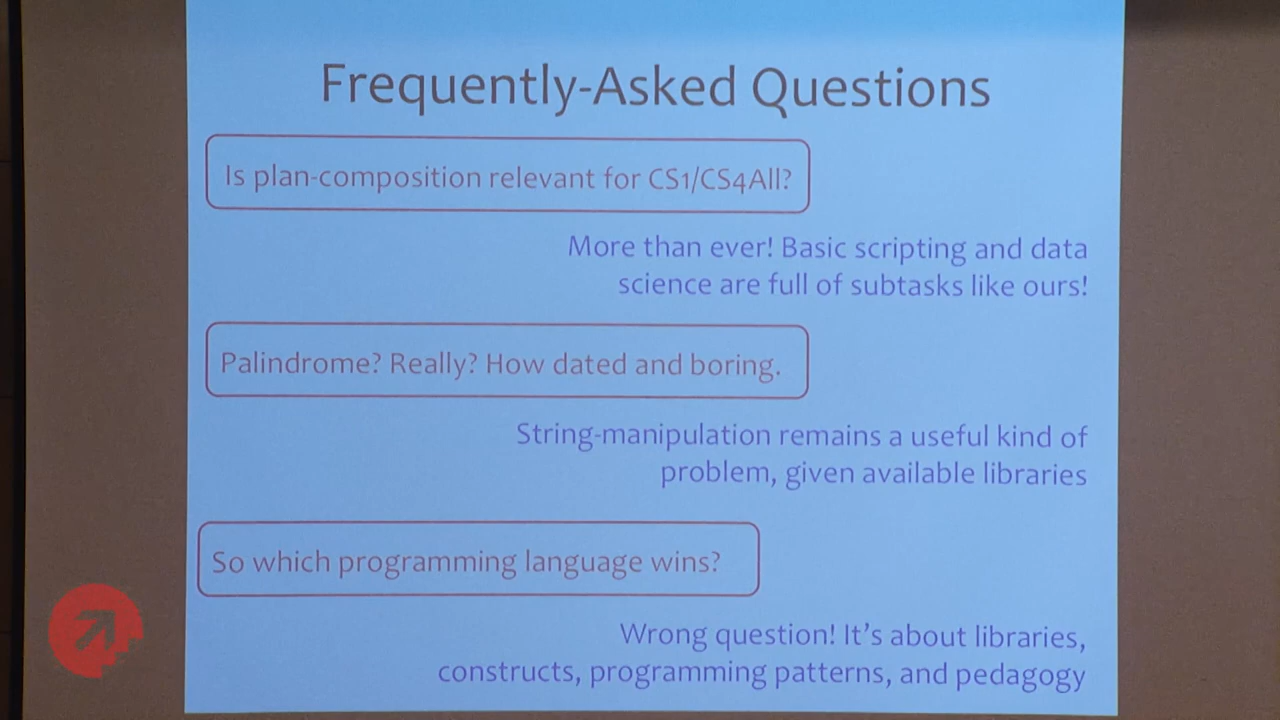 Frequently-Asked Questions
Is plan-composition relevant for CS1/CS4All?
More than ever! Basic scripting and data
science are full of subtasks like ours!
Palindrome? Really? How dated and boring.
String-manipulation remains a useful kind of
problem, given available libraries
So which programming language wins?
Wrong question! It's about libraries,
constructs, programming patterns, and pedagogy